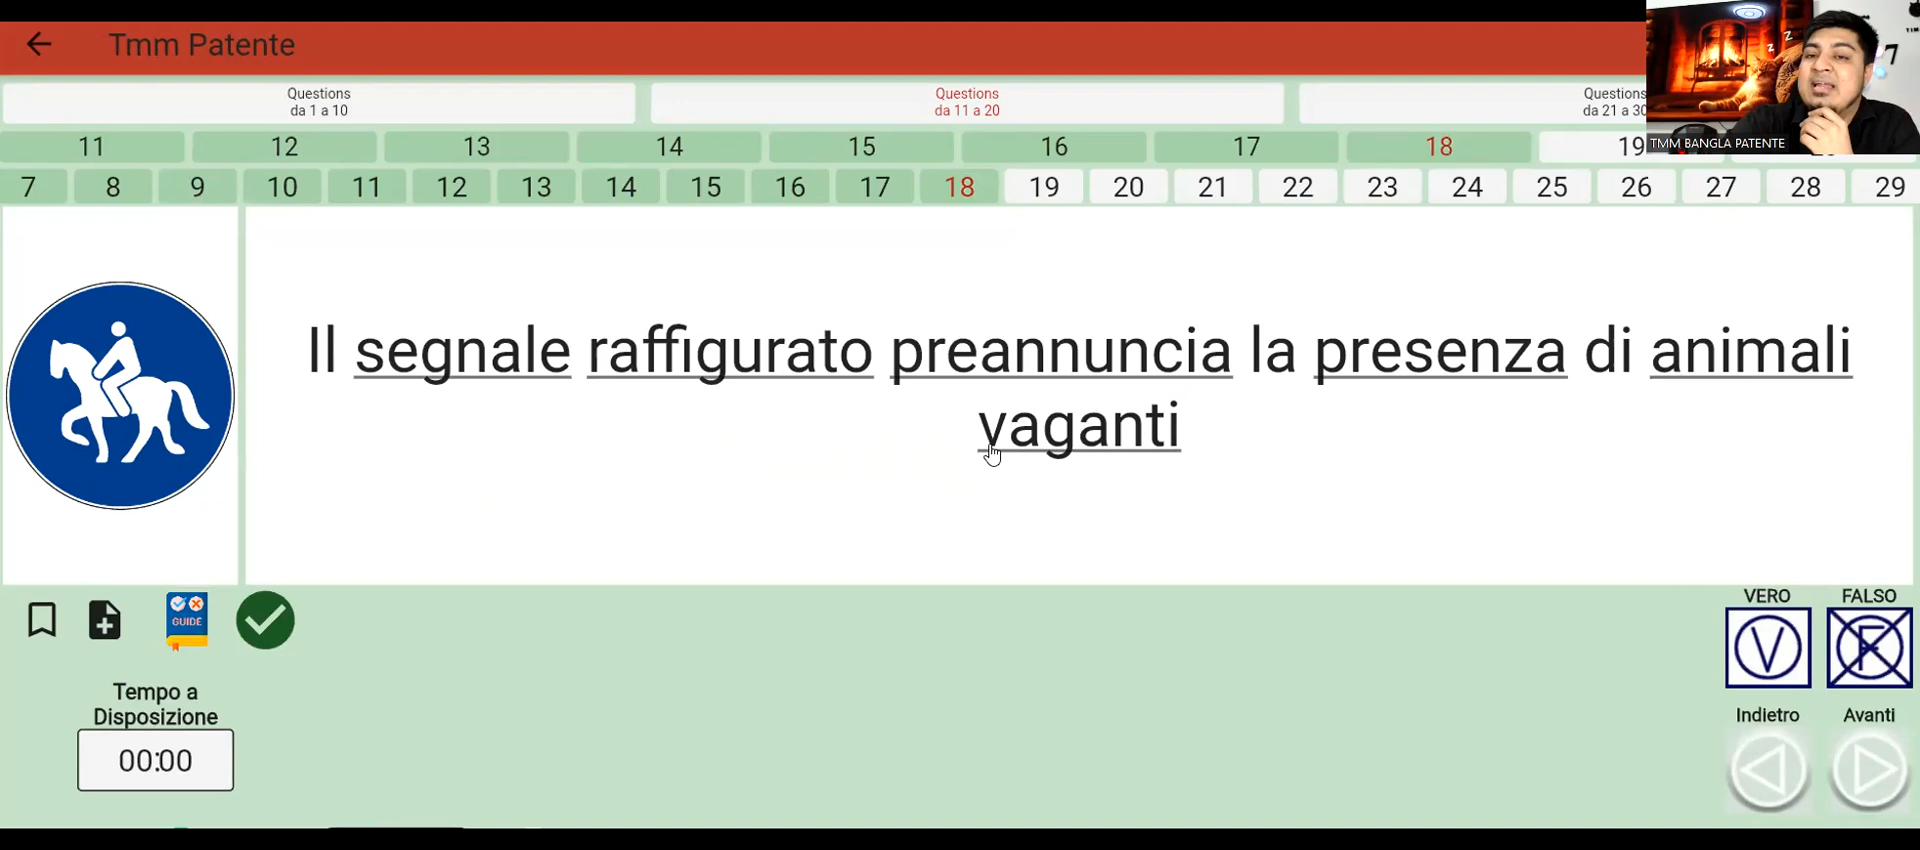 Tmm Patente
Questions
da 1 a 10
Questions
da 11 a 20
Questions
da 21 a 30
11 12 13 14 15 16 17 18 19
7 8 9 10 11 12 13 14 15 16 17 18 19 20 21 22 23 24 25 26 27 28 29
7
TMM BANGLA PATENTE
Il segnale raffigurato preannuncia la presenza di animali
vaganti
GUIDE
VERO FALSO
V F
Tempo a
Disposizione
00:00
Indietro Avanti